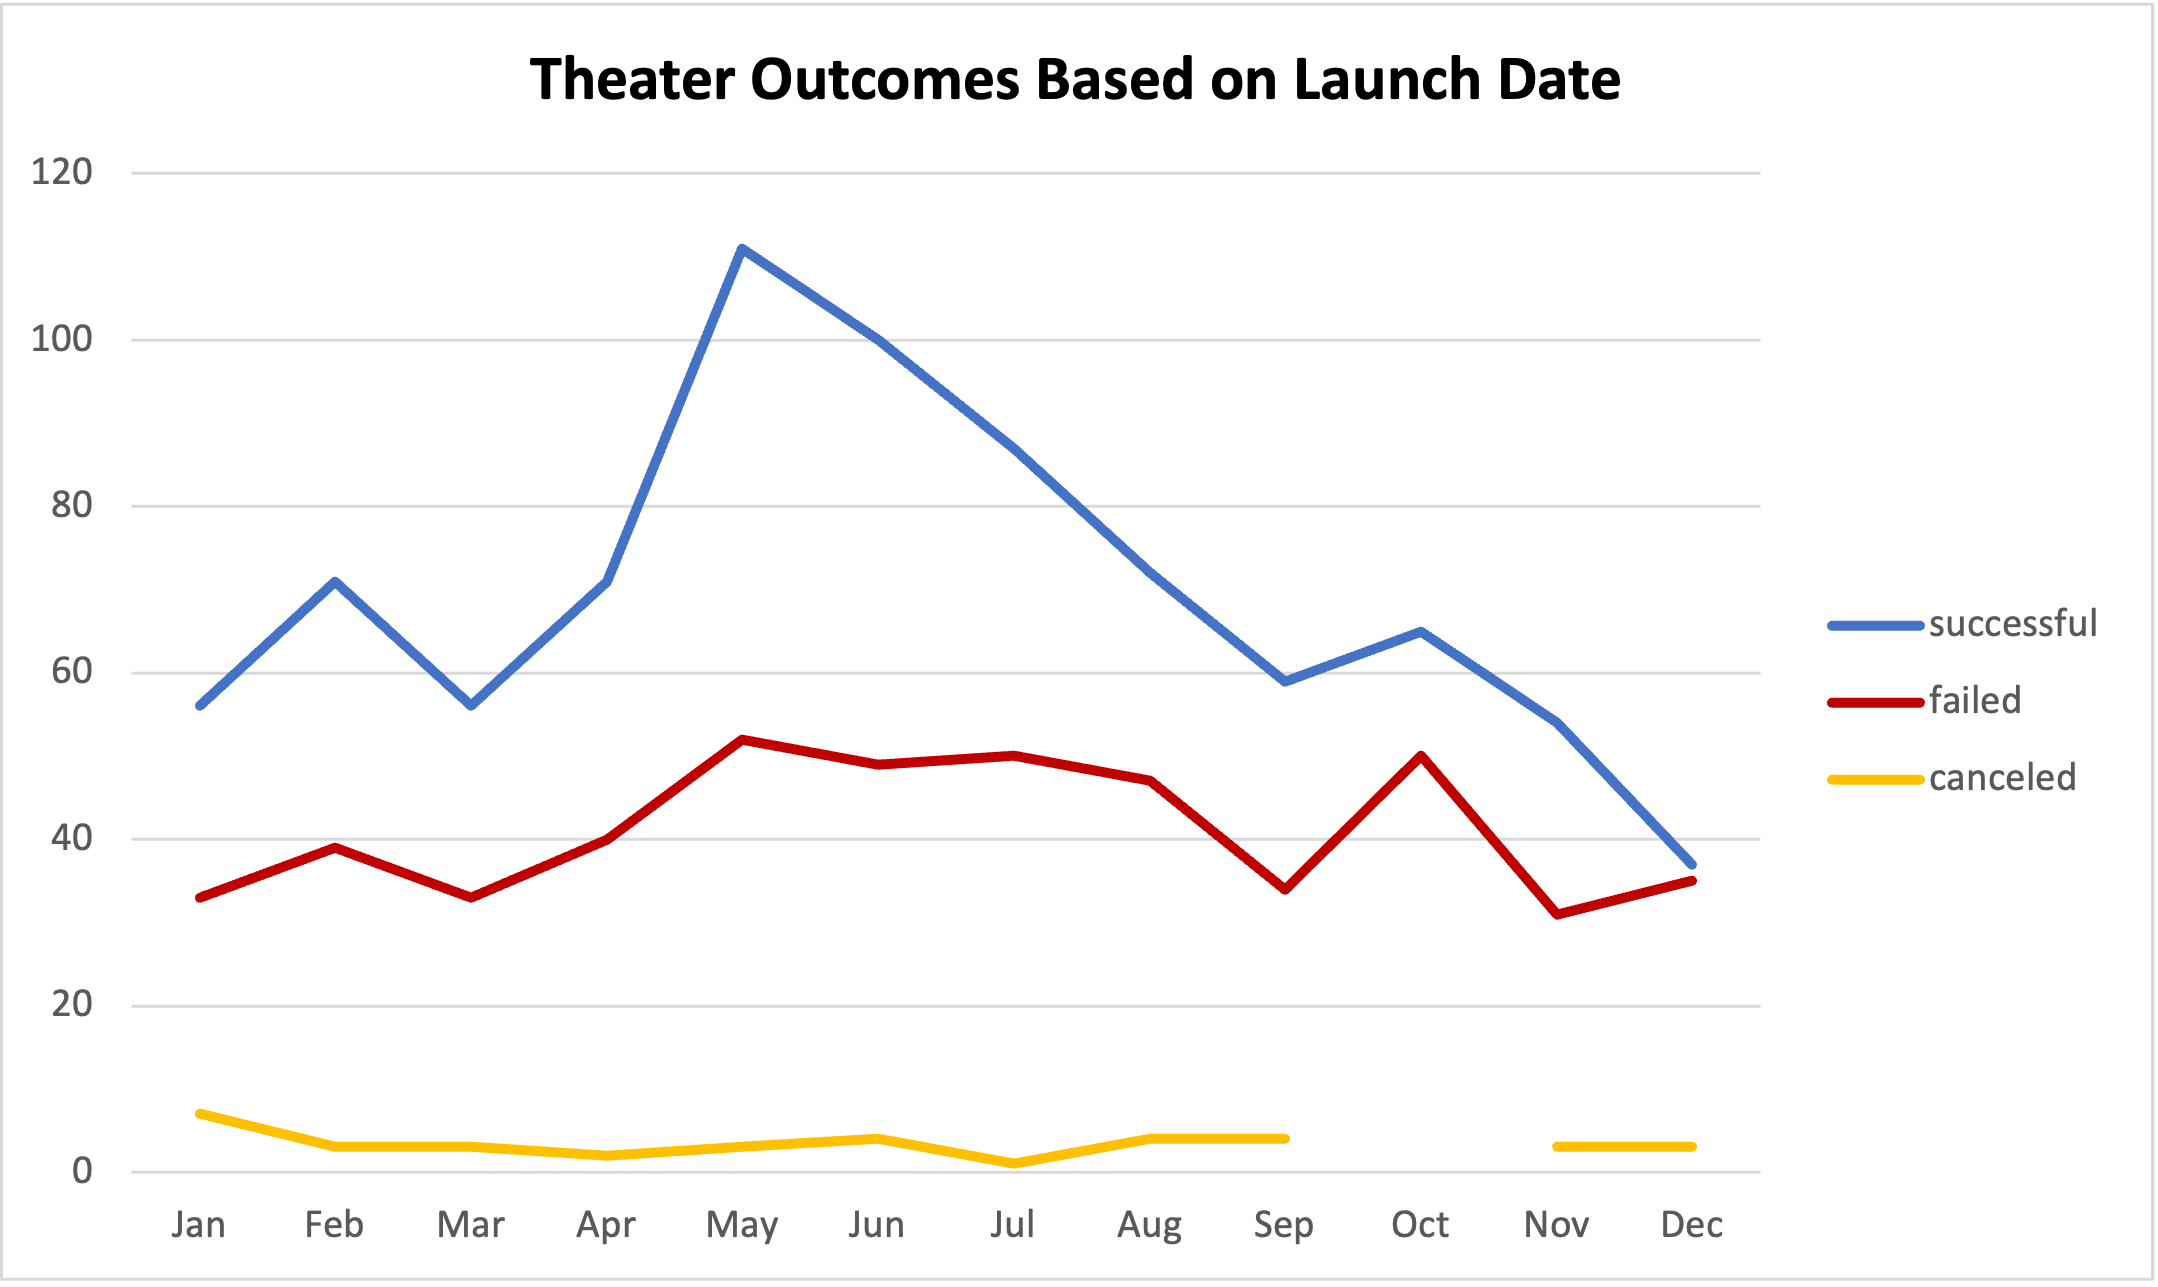 Theater Outcomes Based on Launch Date
120
100
80
60
40
20
0
Jan Feb Mar Apr May Jun Jul Aug Sep Oct Nov Dec
successful
failed
canceled